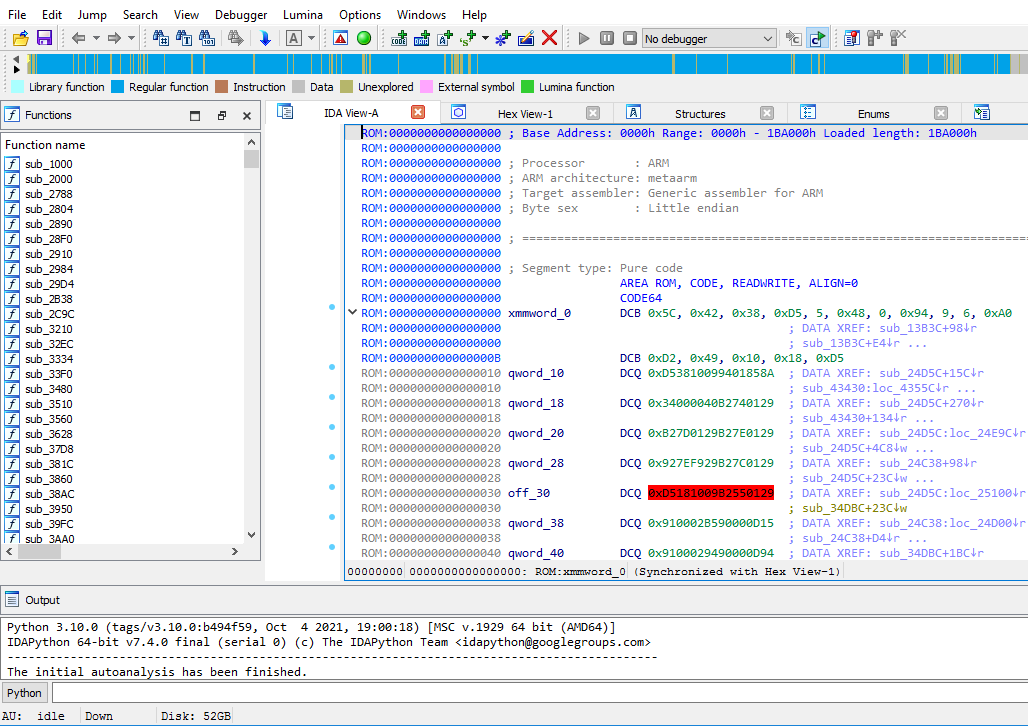 File Edit Jump Search View Debugger Lumina Options Windows Help
No debugger
Library function Regular function Instruction Data Unexplored External symbol Lumina function
Functions
IDA View-A Hex View-1 Structures Enums
Function name
sub_1000
sub_2000
sub_2788
sub_2804
sub_2890
sub_28F0
sub_2910
sub_2984
sub_29D4
sub_2B38
sub_2C9C
sub_3210
sub_32EC
sub_3334
sub_33F0
sub_3480
sub_3510
sub_3560
sub_3628
sub_37D8
sub_381C
sub_3860
sub_38AC
sub_3950
sub_39FC
sub_3AA0
ROM:0000000000000000 ; Base Address: 0000h Range: 0000h - 1BA000h Loaded length: 1BA000h
ROM:0000000000000000
ROM:0000000000000000 ; Processor : ARM
ROM:0000000000000000 ; ARM architecture: metaarm
ROM:0000000000000000 ; Target assembler: Generic assembler for ARM
ROM:0000000000000000 ; Byte sex : Little endian
ROM:0000000000000000
ROM:0000000000000000 ; ===========================================================================
ROM:0000000000000000
ROM:0000000000000000 ; Segment type: Pure code
ROM:0000000000000000 AREA ROM, CODE, READWRITE, ALIGN=0
ROM:0000000000000000 CODE64
ROM:0000000000000000 xmmword_0 DCB 0x5C, 0x42, 0x38, 0xD5, 5, 0x48, 0, 0x94, 9, 6, 0xA0
ROM:0000000000000000 ; DATA XREF: sub_13B3C+98↓r
ROM:0000000000000000 ; sub_13B3C+E4↓r ...
ROM:000000000000000B DCB 0xD2, 0x49, 0x10, 0x18, 0xD5
ROM:0000000000000010 qword_10 DCQ 0xD53810099401858A ; DATA XREF: sub_24D5C+15C↓r
ROM:0000000000000010 ; sub_43430:loc_4355C↓r ...
ROM:0000000000000018 qword_18 DCQ 0x34000040B2740129 ; DATA XREF: sub_24D5C+270↓r
ROM:0000000000000018 ; sub_43430+134↓r ...
ROM:0000000000000020 qword_20 DCQ 0xB27D0129B27E0129 ; DATA XREF: sub_24D5C:loc_24E9C↓r
ROM:0000000000000020 ; sub_24D5C+4C8↓w ...
ROM:0000000000000028 qword_28 DCQ 0x927EF929B27C0129 ; DATA XREF: sub_24C38+98↓r
ROM:0000000000000028 ; sub_24D5C+23C↓w ...
ROM:0000000000000030 off_30 DCQ 0xD5181009B2550129 ; DATA XREF: sub_24D5C:loc_25100↓r
ROM:0000000000000030 ; sub_34DBC+23C↓w
ROM:0000000000000038 qword_38 DCQ 0x910002B590000D15 ; DATA XREF: sub_24C38:loc_24D00↓r
ROM:0000000000000038 ; sub_24C38+D4↓r ...
ROM:0000000000000040 qword_40 DCQ 0x9100029490000D94 ; DATA XREF: sub_34DBC+1BC↓r
00000000 0000000000000000: ROM:xmmword_0 (Synchronized with Hex View-1)
Output
Python 3.10.0 (tags/v3.10.0:b494f59, Oct 4 2021, 19:00:18) [MSC v.1929 64 bit (AMD64)]
IDAPython 64-bit v7.4.0 final (serial 0) (c) The IDAPython Team <idapython@googlegroups.com>
-----------------------------------------------------------------------------------------
The initial autoanalysis has been finished.
Python
AU: idle Down Disk: 52GB